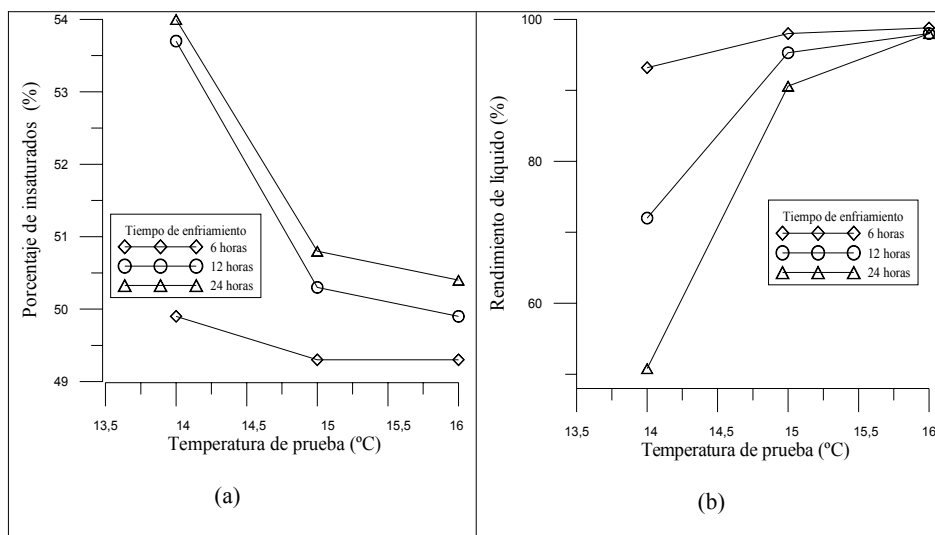 54
53
52
51
50
49
Porcentaje de insaturados (%)
Tiempo de enfriamiento
6 horas
12 horas
24 horas
13,5 14 14,5 15 15,5 16
Temperatura de prueba (ºC)
(a)
100
80
60
Rendimiento de líquido (%)
Tiempo de enfriamiento
6 horas
12 horas
24 horas
13,5 14 14,5 15 15,5 16
Temperatura de prueba (ºC)
(b)